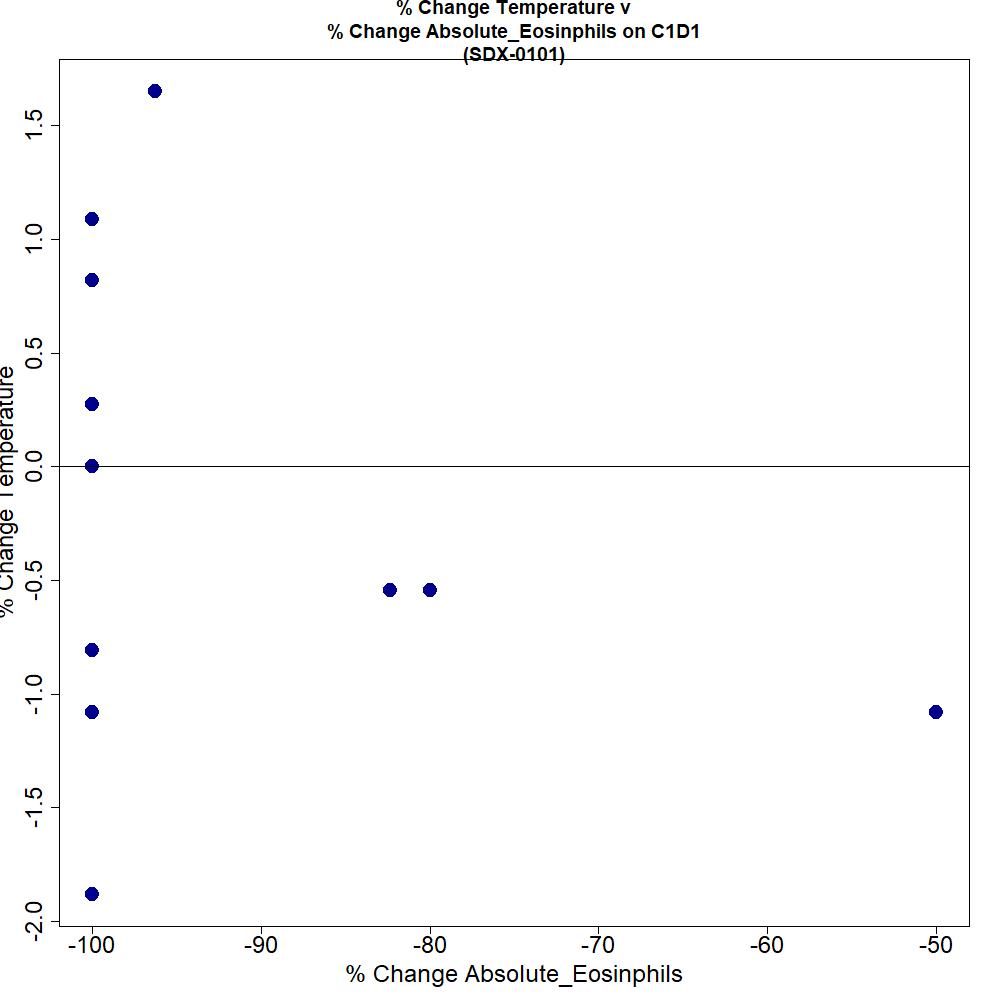 % Change Temperature v
% Change Absolute_Eosinphils on C1D1
(SDX-0101)
% Change Temperature
1.5
1.0
0.5
0.0
-0.5
-1.0
-1.5
-2.0
-100
-90
-80
-70
-60
-50
% Change Absolute_Eosinphils